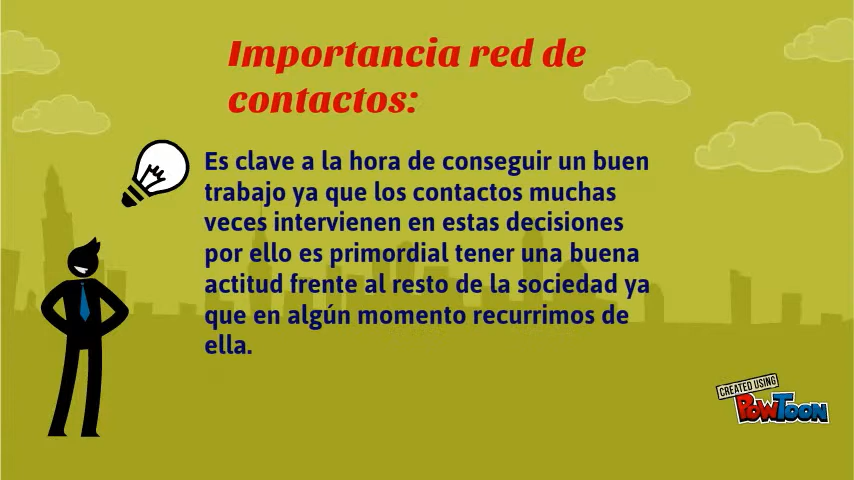 Importancia red de
contactos:
Es clave a la hora de conseguir un buen
trabajo ya que los contactos muchas
veces intervienen en estas decisiones
por ello es primordial tener una buena
actitud frente al resto de la sociedad ya
que en algún momento recurrimos de
ella.
CREATED USING
POWTOON